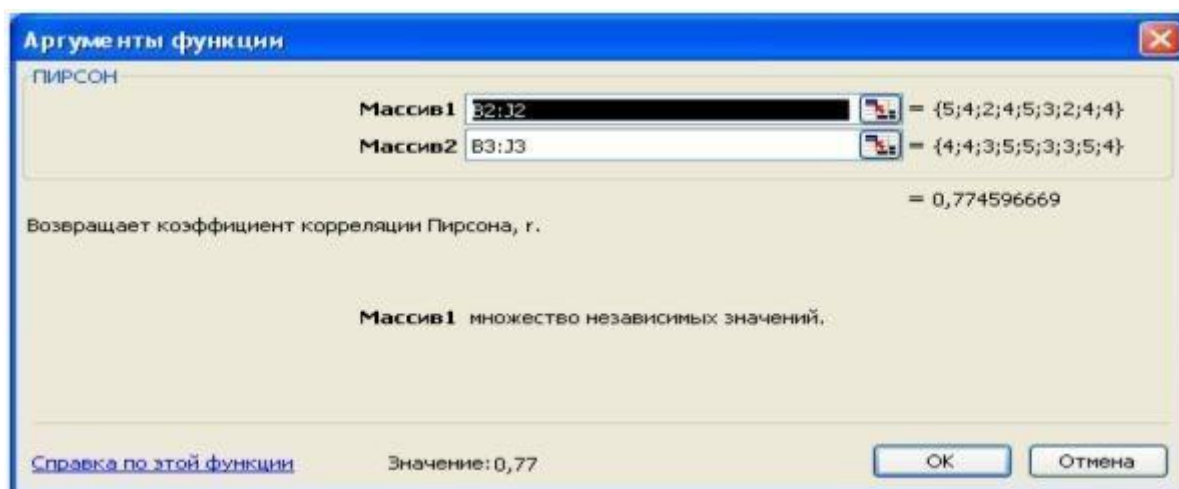 Аргументы функции
ПИРСОН
Массив1 B2:J2 = {5;4;2;4;5;3;2;4;4}
Массив2 B3:J3 = {4;4;3;5;5;3;3;5;4}
= 0,774596669
Возвращает коэффициент корреляции Пирсона, r.
Массив1 множество независимых значений.
Справка по этой функции Значение:0,77 ОК Отмена